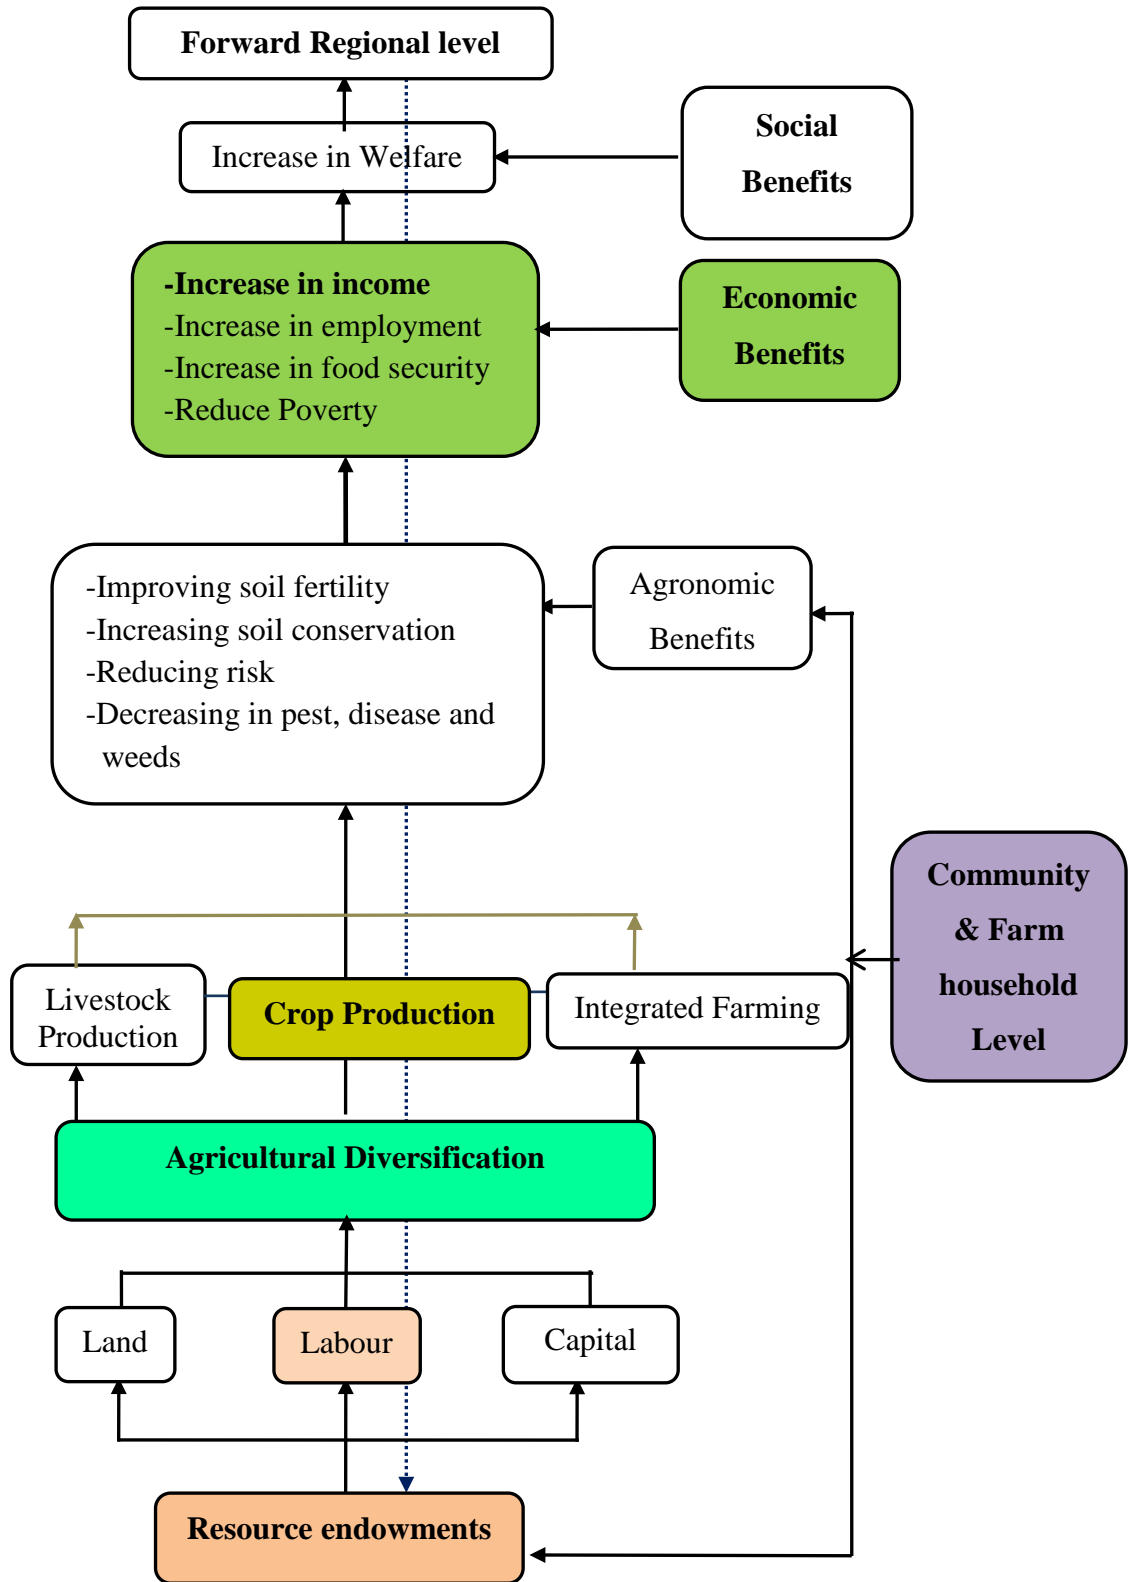 Forward Regional level
Increase in Welfare
Social
Benefits
-Increase in income
-Increase in employment
-Increase in food security
-Reduce Poverty
Economic
Benefits
-Improving soil fertility
-Increasing soil conservation
-Reducing risk
-Decreasing in pest, disease and
weeds
Agronomic
Benefits
Community
& Farm
household
Level
Livestock
Production
Crop Production
Integrated Farming
Agricultural Diversification
Land
Labour
Capital
Resource endowments